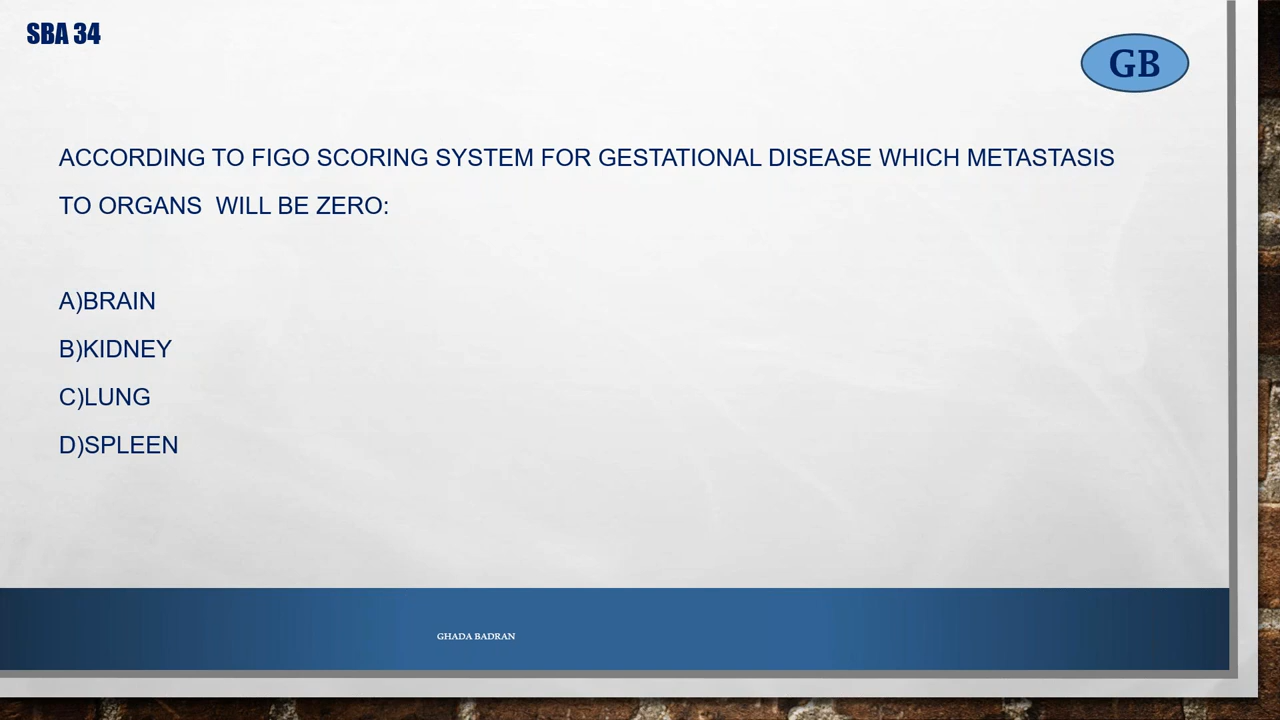 SBA 34
GB
ACCORDING TO FIGO SCORING SYSTEM FOR GESTATIONAL DISEASE WHICH METASTASIS
TO ORGANS WILL BE ZERO:
A)BRAIN
B)KIDNEY
C)LUNG
D)SPLEEN
GHADA BADRAN